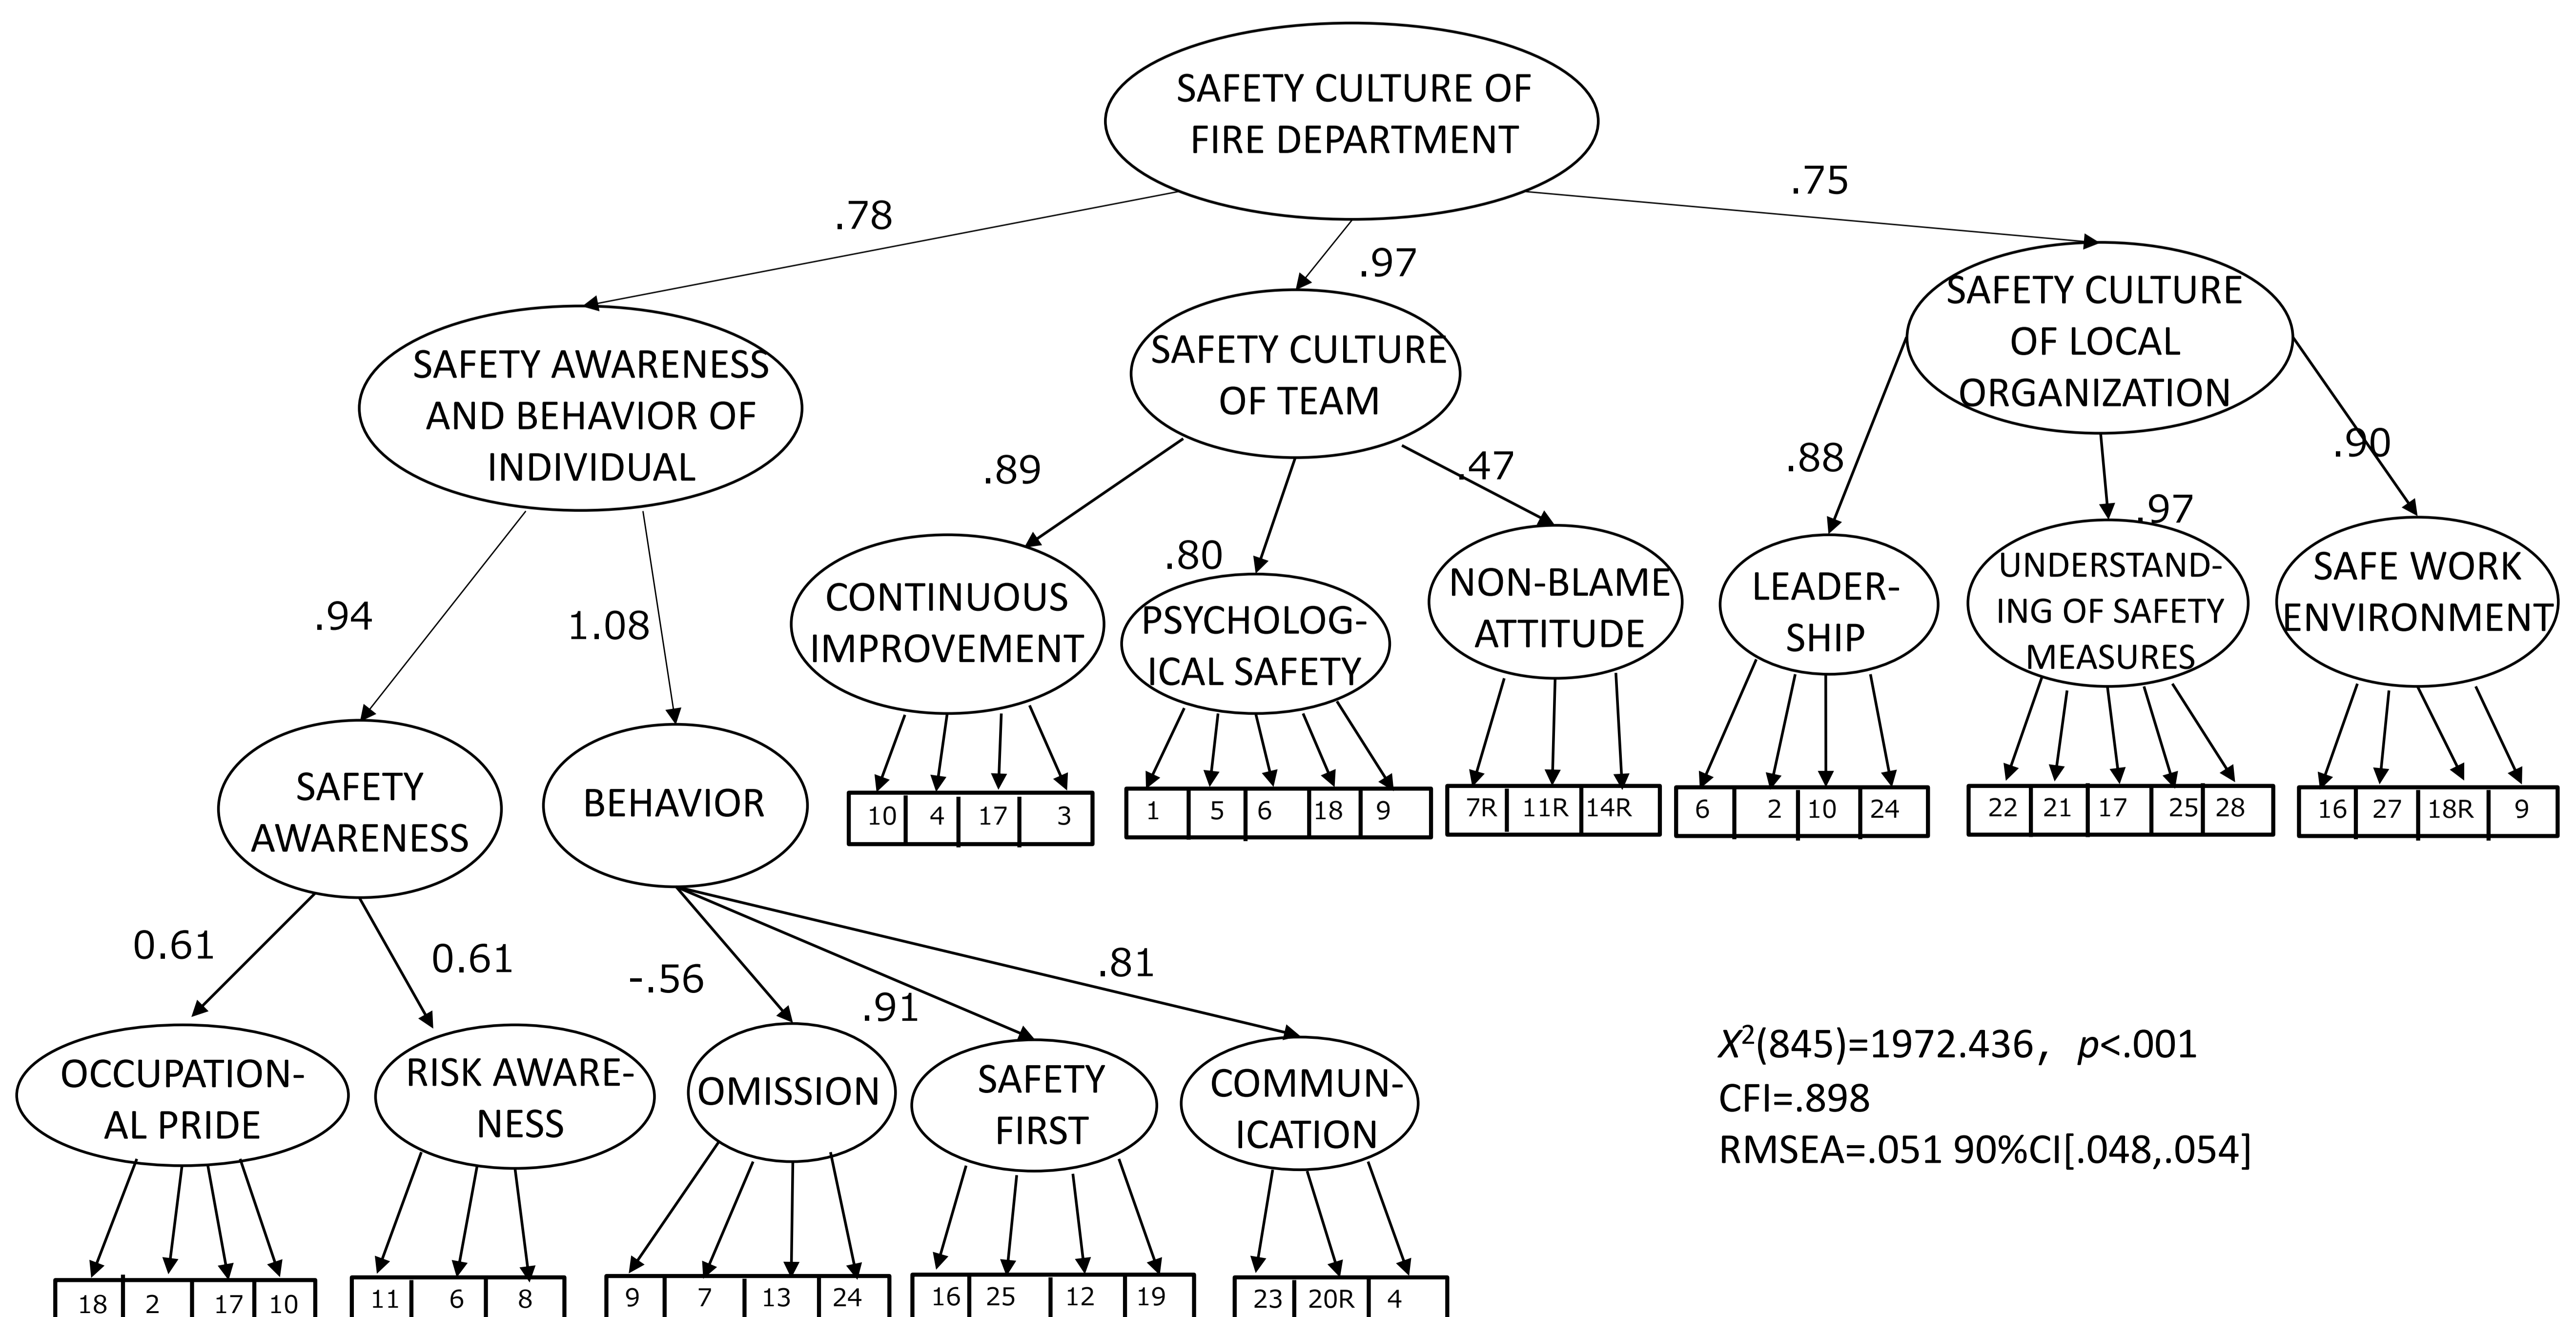 SAFETY CULTURE OF
FIRE DEPARTMENT
.78
.97
.75
SAFETY AWARENESS
AND BEHAVIOR OF
INDIVIDUAL
SAFETY CULTURE
OF TEAM
SAFETY CULTURE
OF LOCAL
ORGANIZATION
.94
1.08
.89
.80
.47
.88
.97
.90
SAFETY
AWARENESS
BEHAVIOR
CONTINUOUS
IMPROVEMENT
PSYCHOLOG-
ICAL SAFETY
NON-BLAME
ATTITUDE
LEADER-
SHIP
UNDERSTAND-
ING OF SAFETY
MEASURES
SAFE WORK
ENVIRONMENT
10 4 17 3
1 5 6 18 9
7R 11R 14R
6 2 10 24
22 21 17 25 28
16 27 18R 9
0.61
0.61
-.56
.91
.81
OCCUPATION-
AL PRIDE
RISK AWARE-
NESS
OMISSION
SAFETY
FIRST
COMMUN-
ICATION
18 2 17 10
11 6 8
9 7 13 24
16 25 12 19
23 20R 4
X²(845)=1972.436, p<.001
CFI=.898
RMSEA=.051 90%CI[.048,.054]